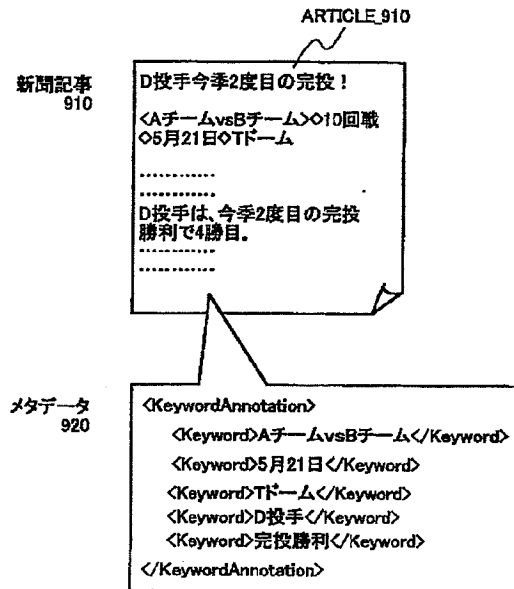 ARTICLE_910
新聞記事
910
D投手今季2度目の完投!
<AチームvsBチーム>◇10回戦
◇5月21日◇Tドーム
............
............
D投手は、今季2度目の完投
勝利で4勝目。
............
............
メタデータ
920
<KeywordAnnotation>
<Keyword>AチームvsBチーム</Keyword>
<Keyword>5月21日</Keyword>
<Keyword>Tドーム</Keyword>
<Keyword>D投手</Keyword>
<Keyword>完投勝利</Keyword>
</KeywordAnnotation>